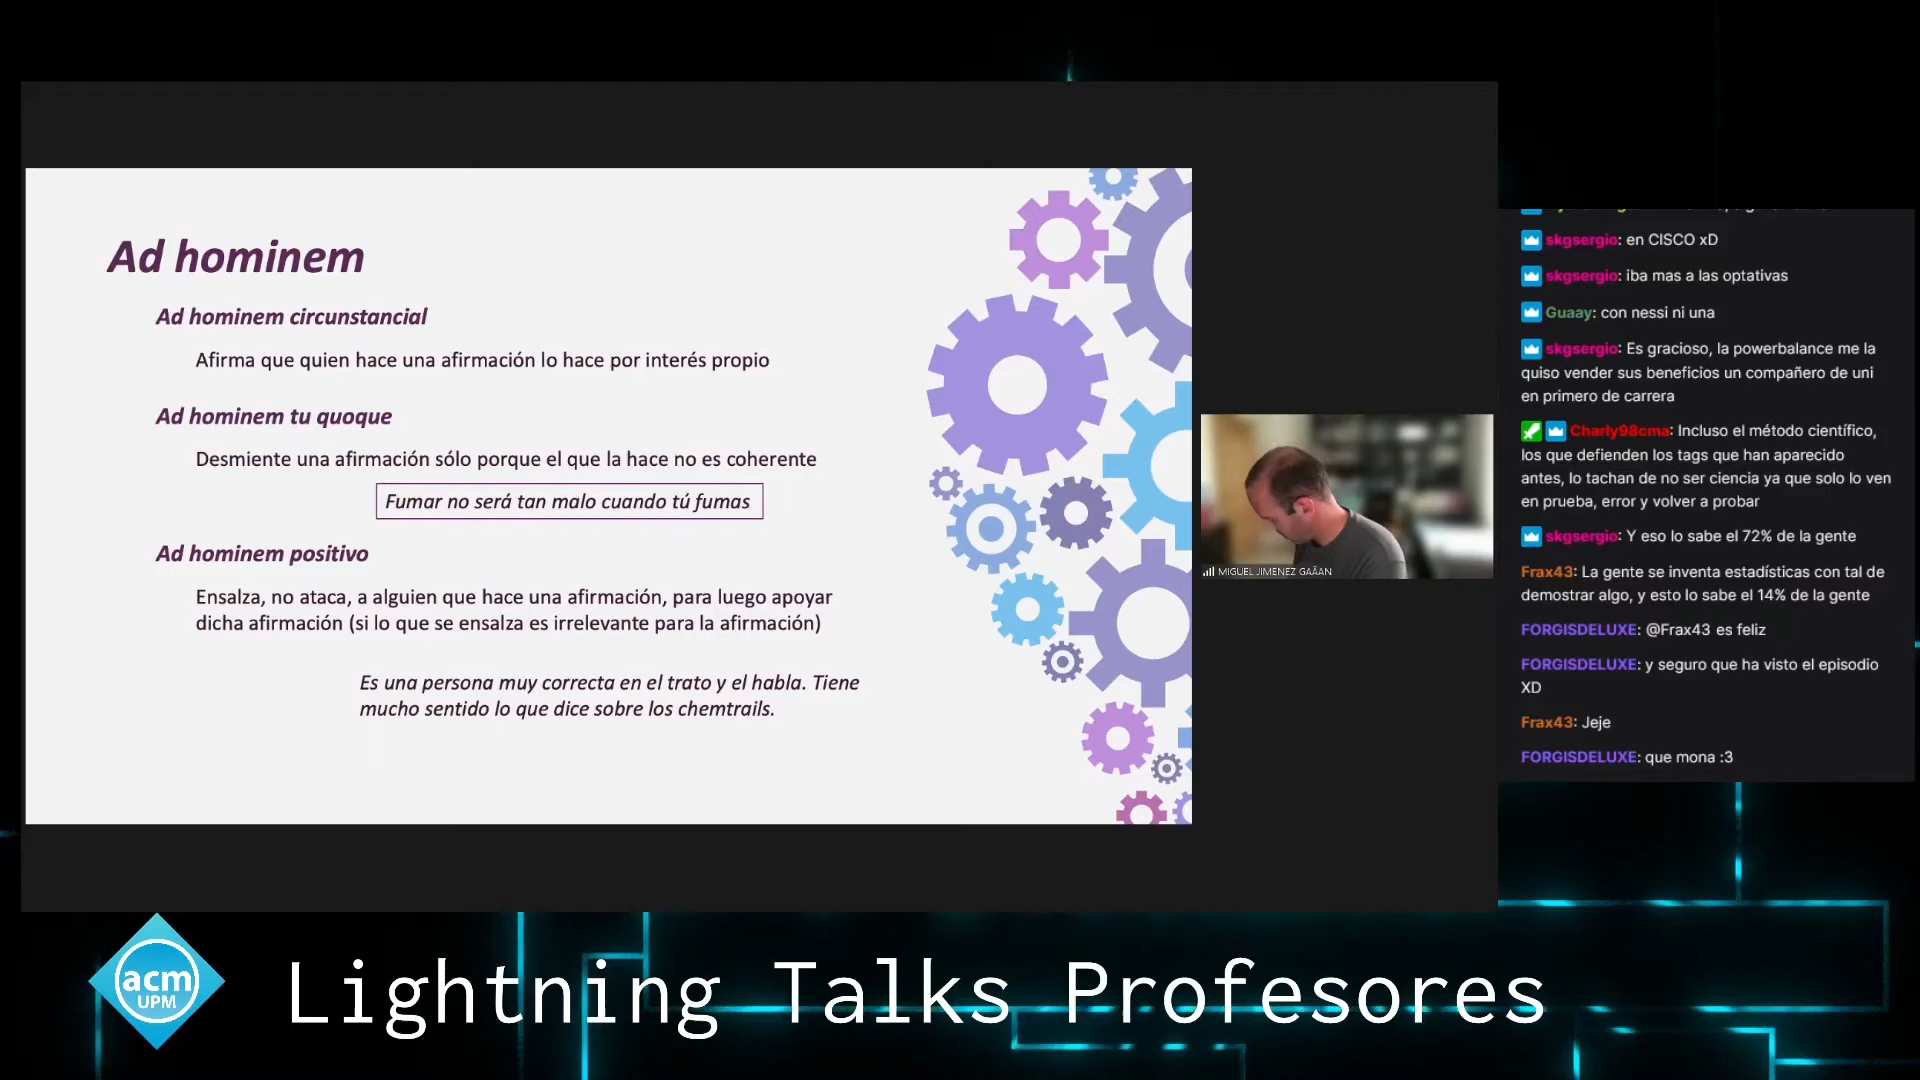 Ad hominem
Ad hominem circunstancial
Afirma que quien hace una afirmación lo hace por interés propio
Ad hominem tu quoque
Desmiente una afirmación sólo porque el que la hace no es coherente
Fumar no será tan malo cuando tú fumas
Ad hominem positivo
Ensalza, no ataca, a alguien que hace una afirmación, para luego apoyar
dicha afirmación (si lo que se ensalza es irrelevante para la afirmación)
Es una persona muy correcta en el trato y el habla. Tiene
mucho sentido lo que dice sobre los chemtrails.
MIGUEL JIMENEZ GAÃAN
skgsergio: en CISCO xD
skgsergio: iba mas a las optativas
Guaay: con nessi ni una
skgsergio: Es gracioso, la powerbalance me la
quiso vender sus beneficios un compañero de uni
en primero de carrera
Charly98cma: Incluso el método científico,
los que defienden los tags que han aparecido
antes, lo tachan de no ser ciencia ya que solo lo ven
en prueba, error y volver a probar
skgsergio: Y eso lo sabe el 72% de la gente
Frax43: La gente se inventa estadísticas con tal de
demostrar algo, y esto lo sabe el 14% de la gente
FORGISDELUXE: @Frax43 es feliz
FORGISDELUXE: y seguro que ha visto el episodio
XD
Frax43: Jeje
FORGISDELUXE: que mona :3
acm
UPM
Lightning Talks Profesores